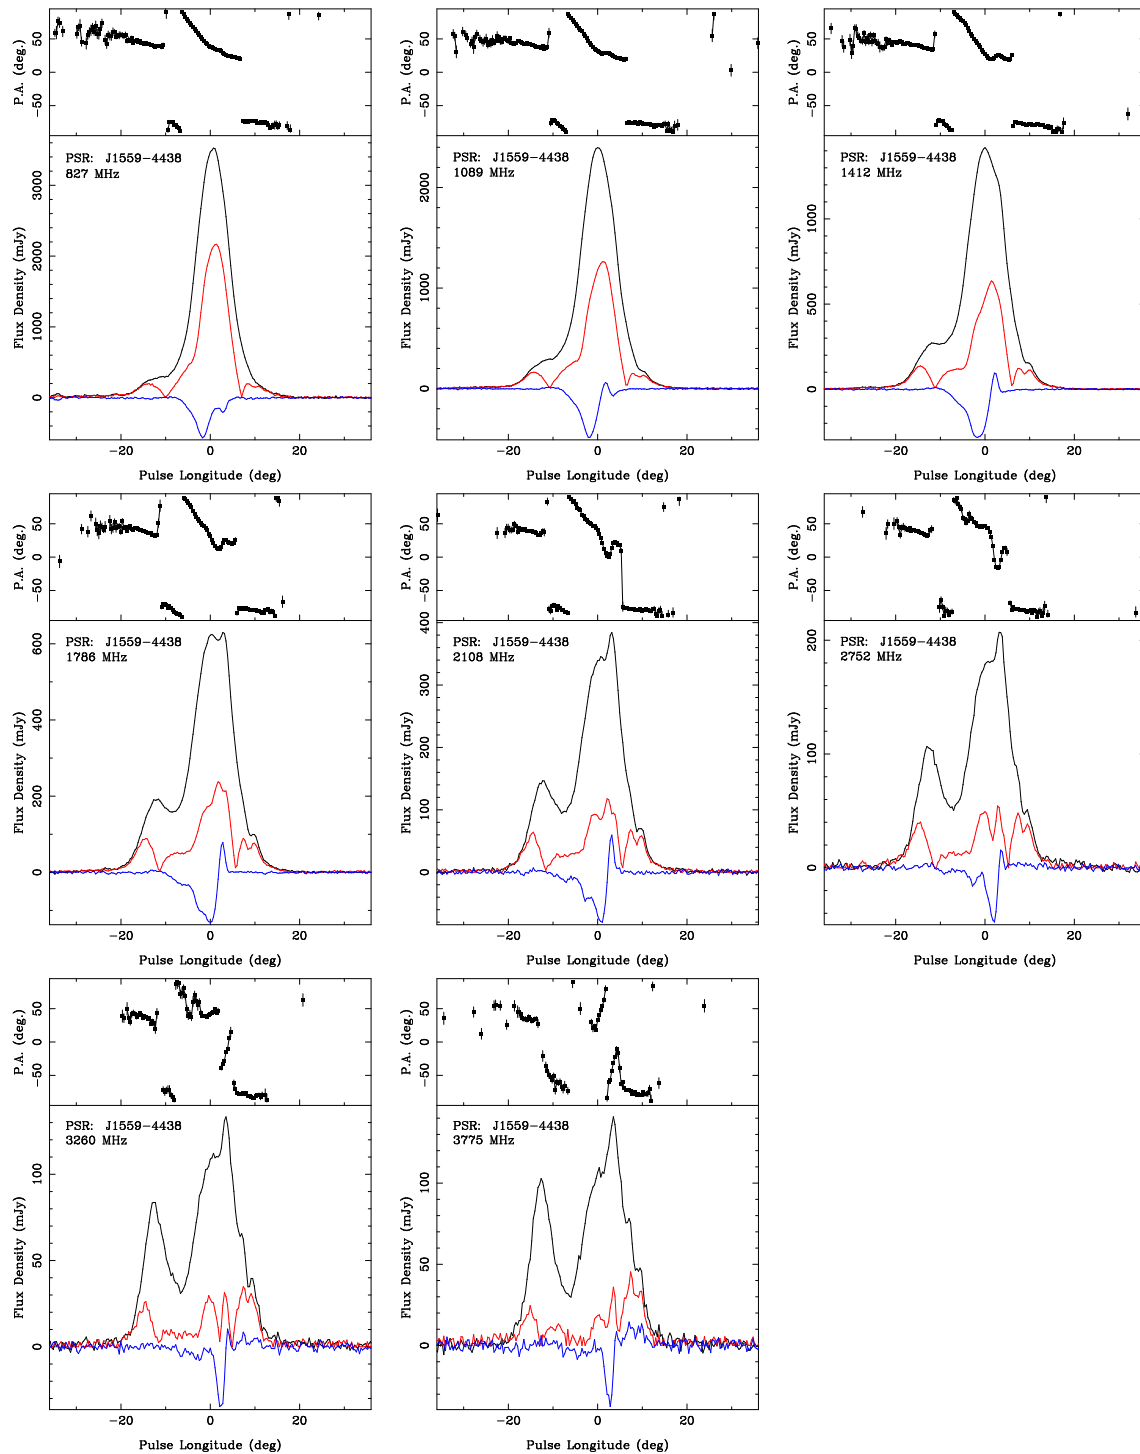 P.A. (deg.)
50
0
−50
PSR: J1559−4438
827 MHz
Flux Density (mJy)
3000
2000
1000
0
−20
0
20
Pulse Longitude (deg)
P.A. (deg.)
50
0
−50
PSR: J1559−4438
1089 MHz
Flux Density (mJy)
2000
1000
0
−20
0
20
Pulse Longitude (deg)
P.A. (deg.)
50
0
−50
PSR: J1559−4438
1412 MHz
Flux Density (mJy)
1000
500
0
−20
0
20
Pulse Longitude (deg)
P.A. (deg.)
50
0
−50
PSR: J1559−4438
1786 MHz
Flux Density (mJy)
600
400
200
0
−20
0
20
Pulse Longitude (deg)
P.A. (deg.)
50
0
−50
PSR: J1559−4438
2108 MHz
Flux Density (mJy)
400
300
200
100
0
−20
0
20
Pulse Longitude (deg)
P.A. (deg.)
50
0
−50
PSR: J1559−4438
2752 MHz
Flux Density (mJy)
200
100
0
−20
0
20
Pulse Longitude (deg)
P.A. (deg.)
50
0
−50
PSR: J1559−4438
3260 MHz
Flux Density (mJy)
100
50
0
−20
0
20
Pulse Longitude (deg)
P.A. (deg.)
50
0
−50
PSR: J1559−4438
3775 MHz
Flux Density (mJy)
100
50
0
−20
0
20
Pulse Longitude (deg)